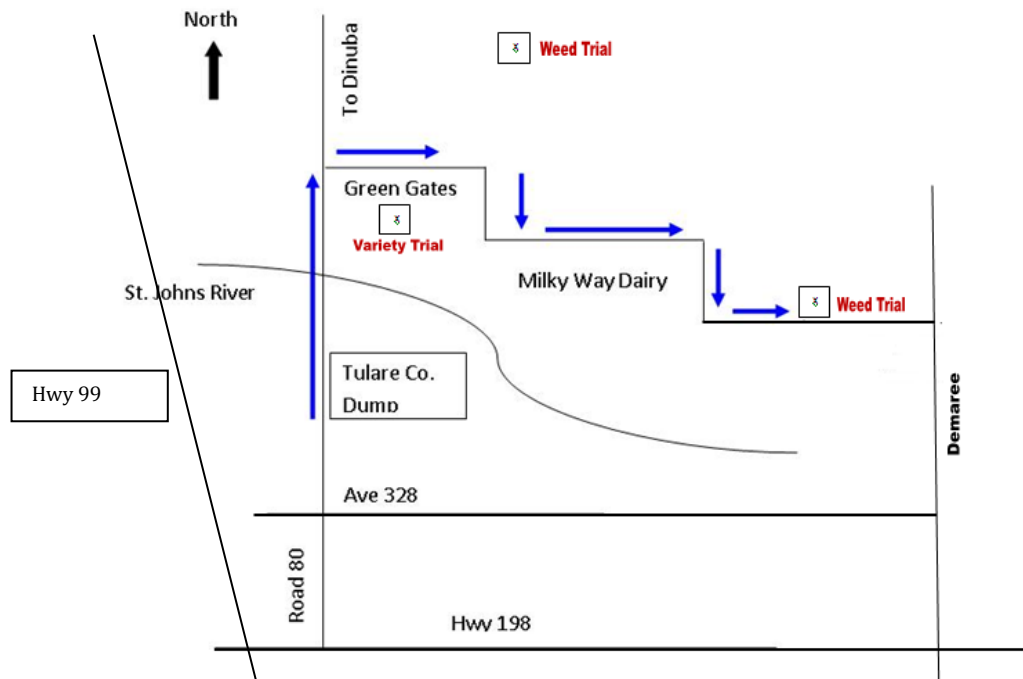 North
To Dinuba
Weed Trial
Green Gates
Variety Trial
St. Johns River
Milky Way Dairy
Weed Trial
Tulare Co.
Dump
Hwy 99
Demaree
Ave 328
Road 80
Hwy 198